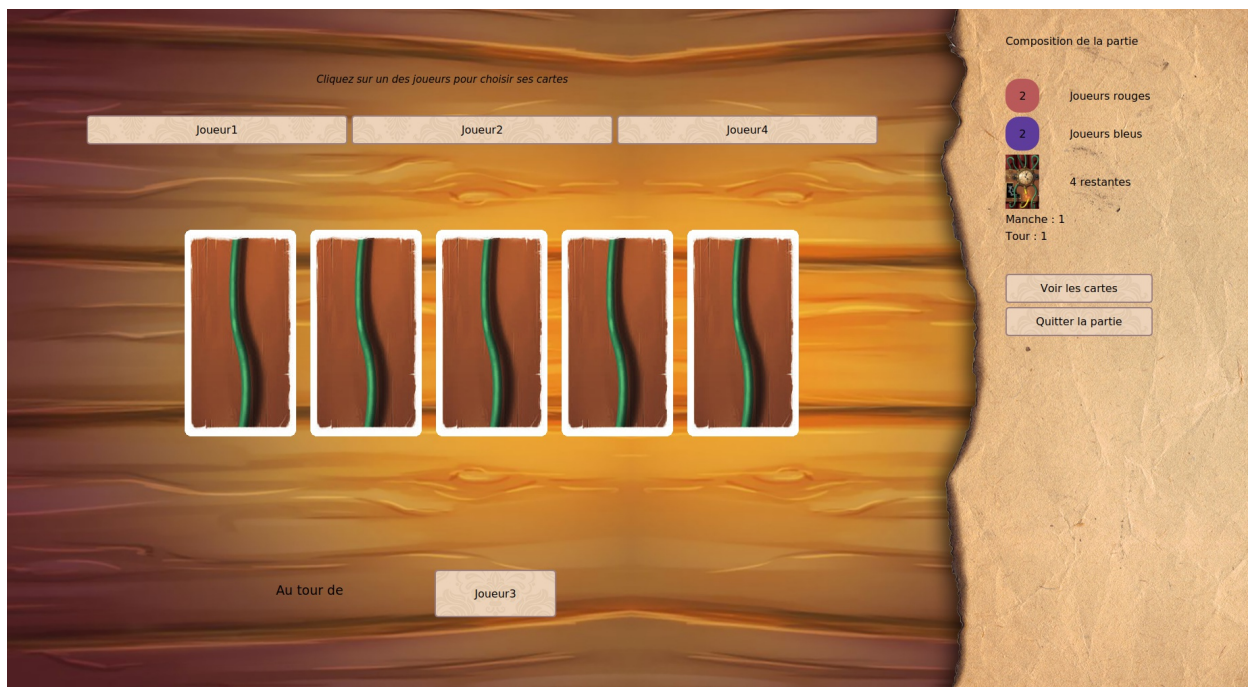 Cliquez sur un des joueurs pour choisir ses cartes
Joueur1
Joueur2
Joueur4
Au tour de
Joueur3
Composition de la partie
2
Joueurs rouges
2
Joueurs bleus
4 restantes
Manche : 1
Tour : 1
Voir les cartes
Quitter la partie